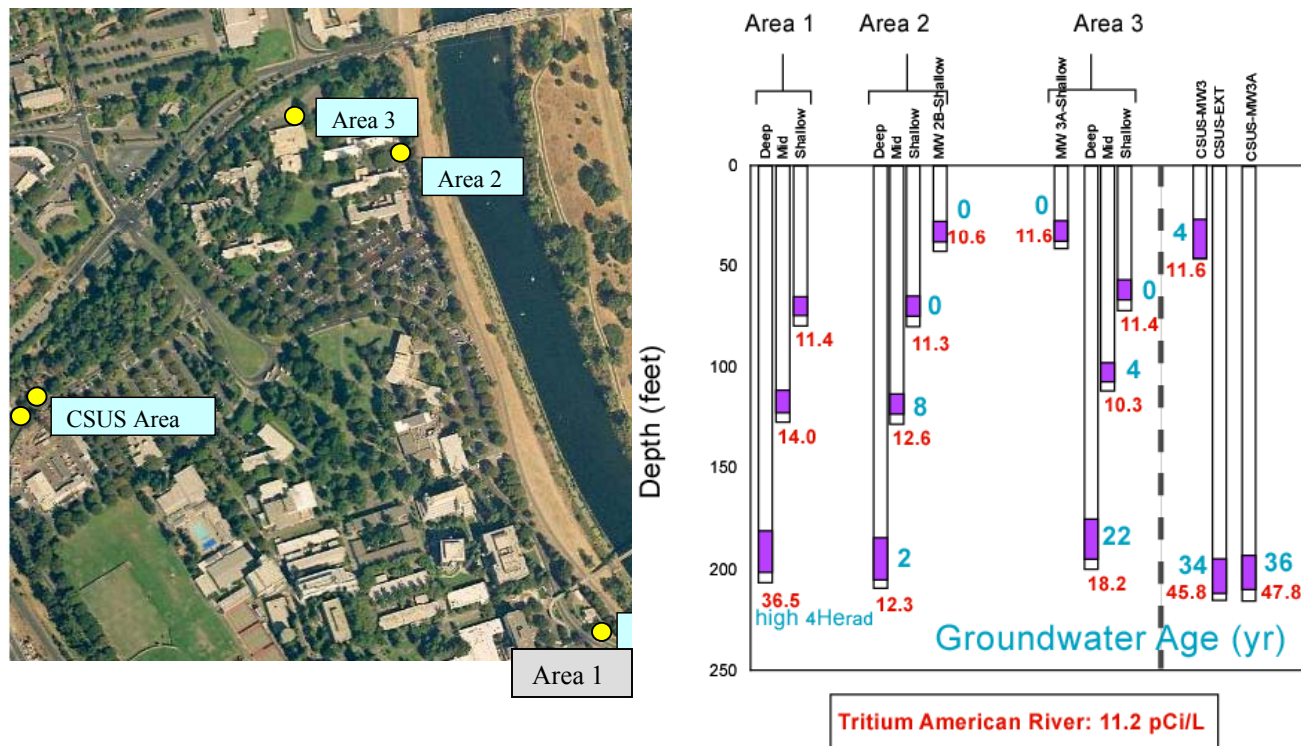 Area 3
Area 2
CSUS Area
Area 1
Area 1
Area 2
Area 3
Deep
Mid
Shallow
Deep
Mid
Shallow
MW 2B-Shallow
MW 3A-Shallow
Deep
Mid
Shallow
CSUS-MW3
CSUS-EXT
CSUS-MW3A
Depth (feet)
0
50
100
150
200
250
11.4
14.0
36.5
high 4Herad
0
10.6
0
11.3
8
12.6
2
12.3
0
11.6
0
11.4
4
10.3
22
18.2
4
11.6
34
45.8
36
47.8
Groundwater Age (yr)
Tritium American River: 11.2 pCi/L